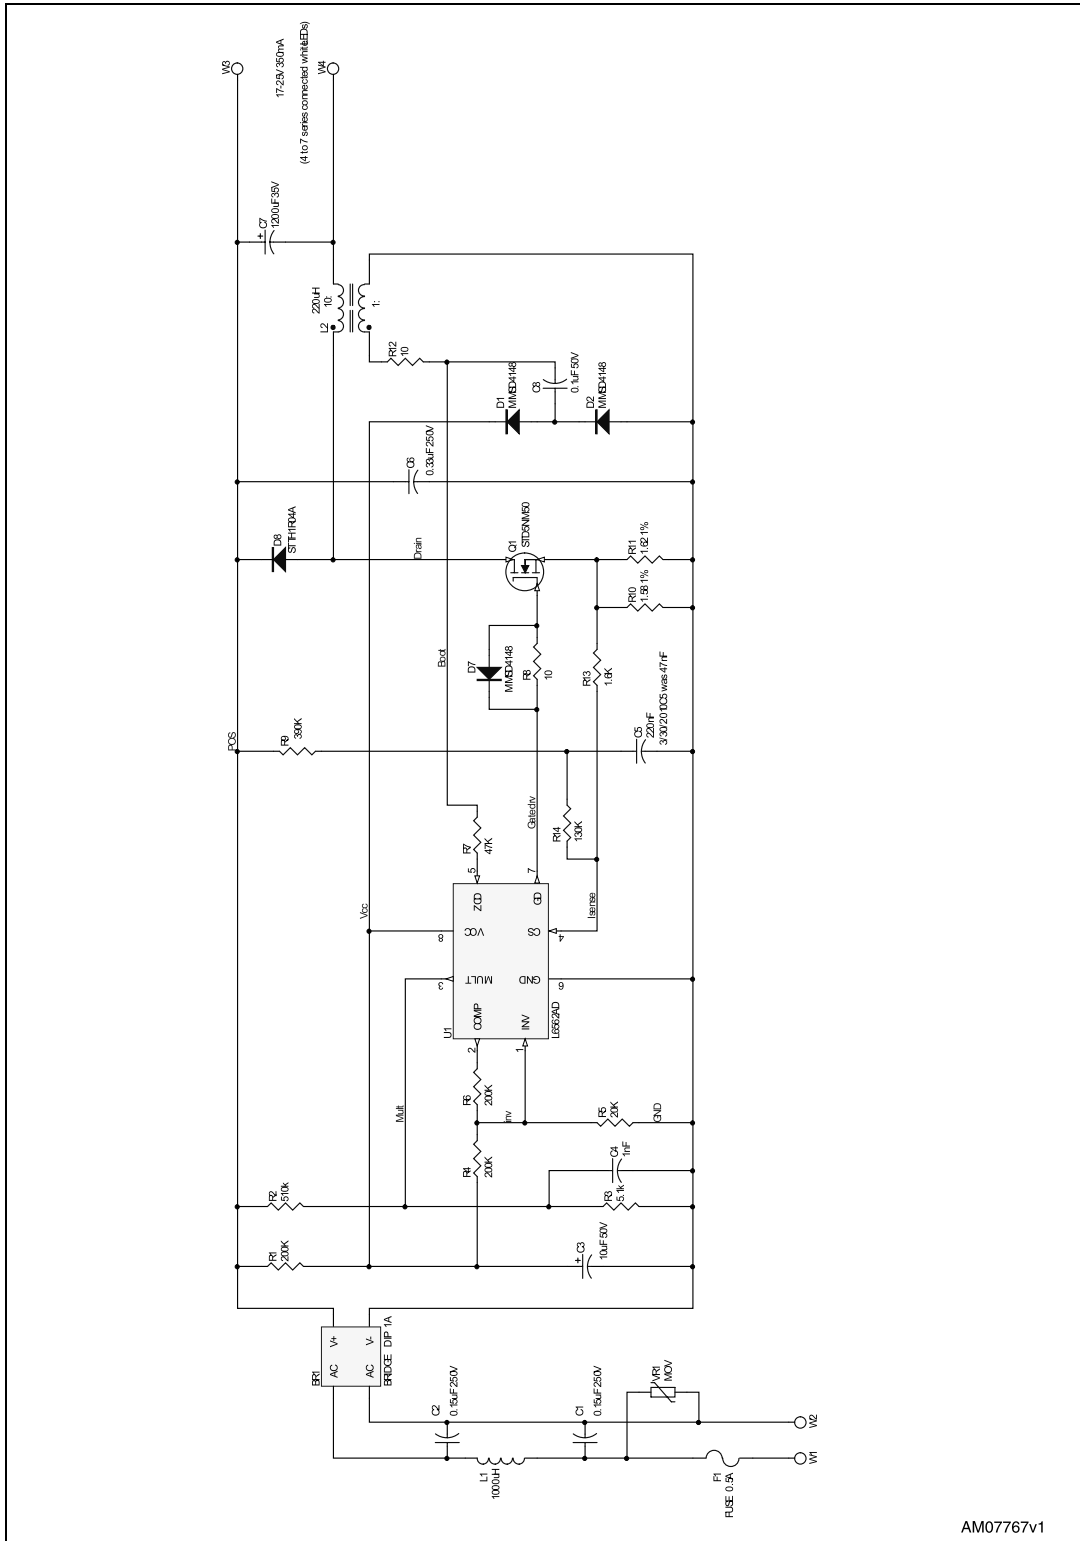 W3
17-25V 350mA
W4
(4 to 7 series connected white LEDs)
C7
1200uF 35V
+
220uH
10:
L2
1:
R12
10
D1
MMSD4148
C8
0.1uF 50V
D2
MMSD4148
C6
0.33uF 250V
D8
STTH1R04A
Drain
Q1
STD5NM50
R11
1.62 1%
R10
1.58 1%
Boot
D7
MMSD4148
R8
10
R13
1.6K
POS
R9
390K
C5
220nF
3/30/2010 C5 was 47nF
R7
47K
Gatedrv
R14
130K
Isense
Vcc
5
7
ZCD
GD
8
VCC
CS
4
3
MULT
GND
6
U1
COMP
INV
L6562AD
2
1
Mult
R6
200K
inv
R5
20K
GND
R4
200K
C4
1nF
R2
510k
R3
5.1k
R1
200K
+
C3
10uF 50V
BR1
AC
V+
AC
V-
BRIDGE DIP 1A
C2
0.15uF 250V
C1
0.15uF 250V
VR1
MOV
L1
1000uH
F1
FUSE 0.5A
W2
W1
AM07767v1